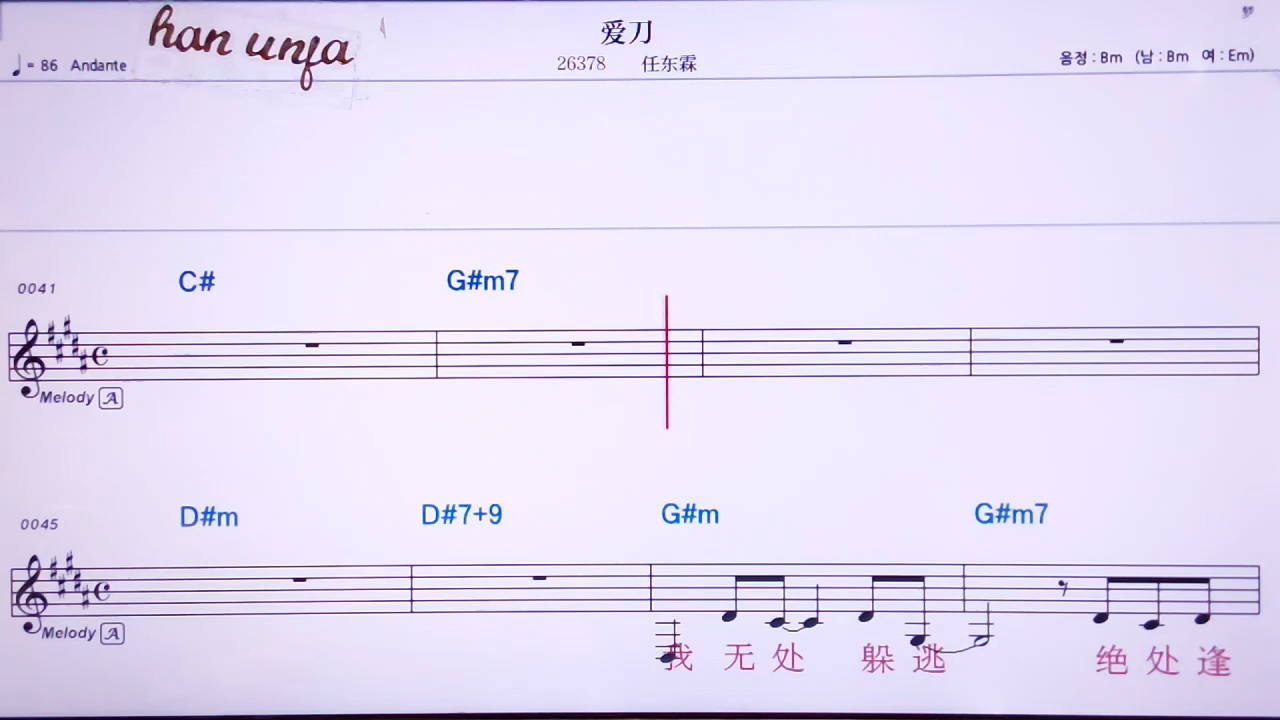 han unfa
爱刀
♩= 86 Andante
26378 任东霖
음정 : Bm (남 : Bm 여 : Em)
0041
C# G#m7
Melody A
0045
D#m D#7+9 G#m G#m7
Melody A
我 无 处 躲 逃 绝 处 逢